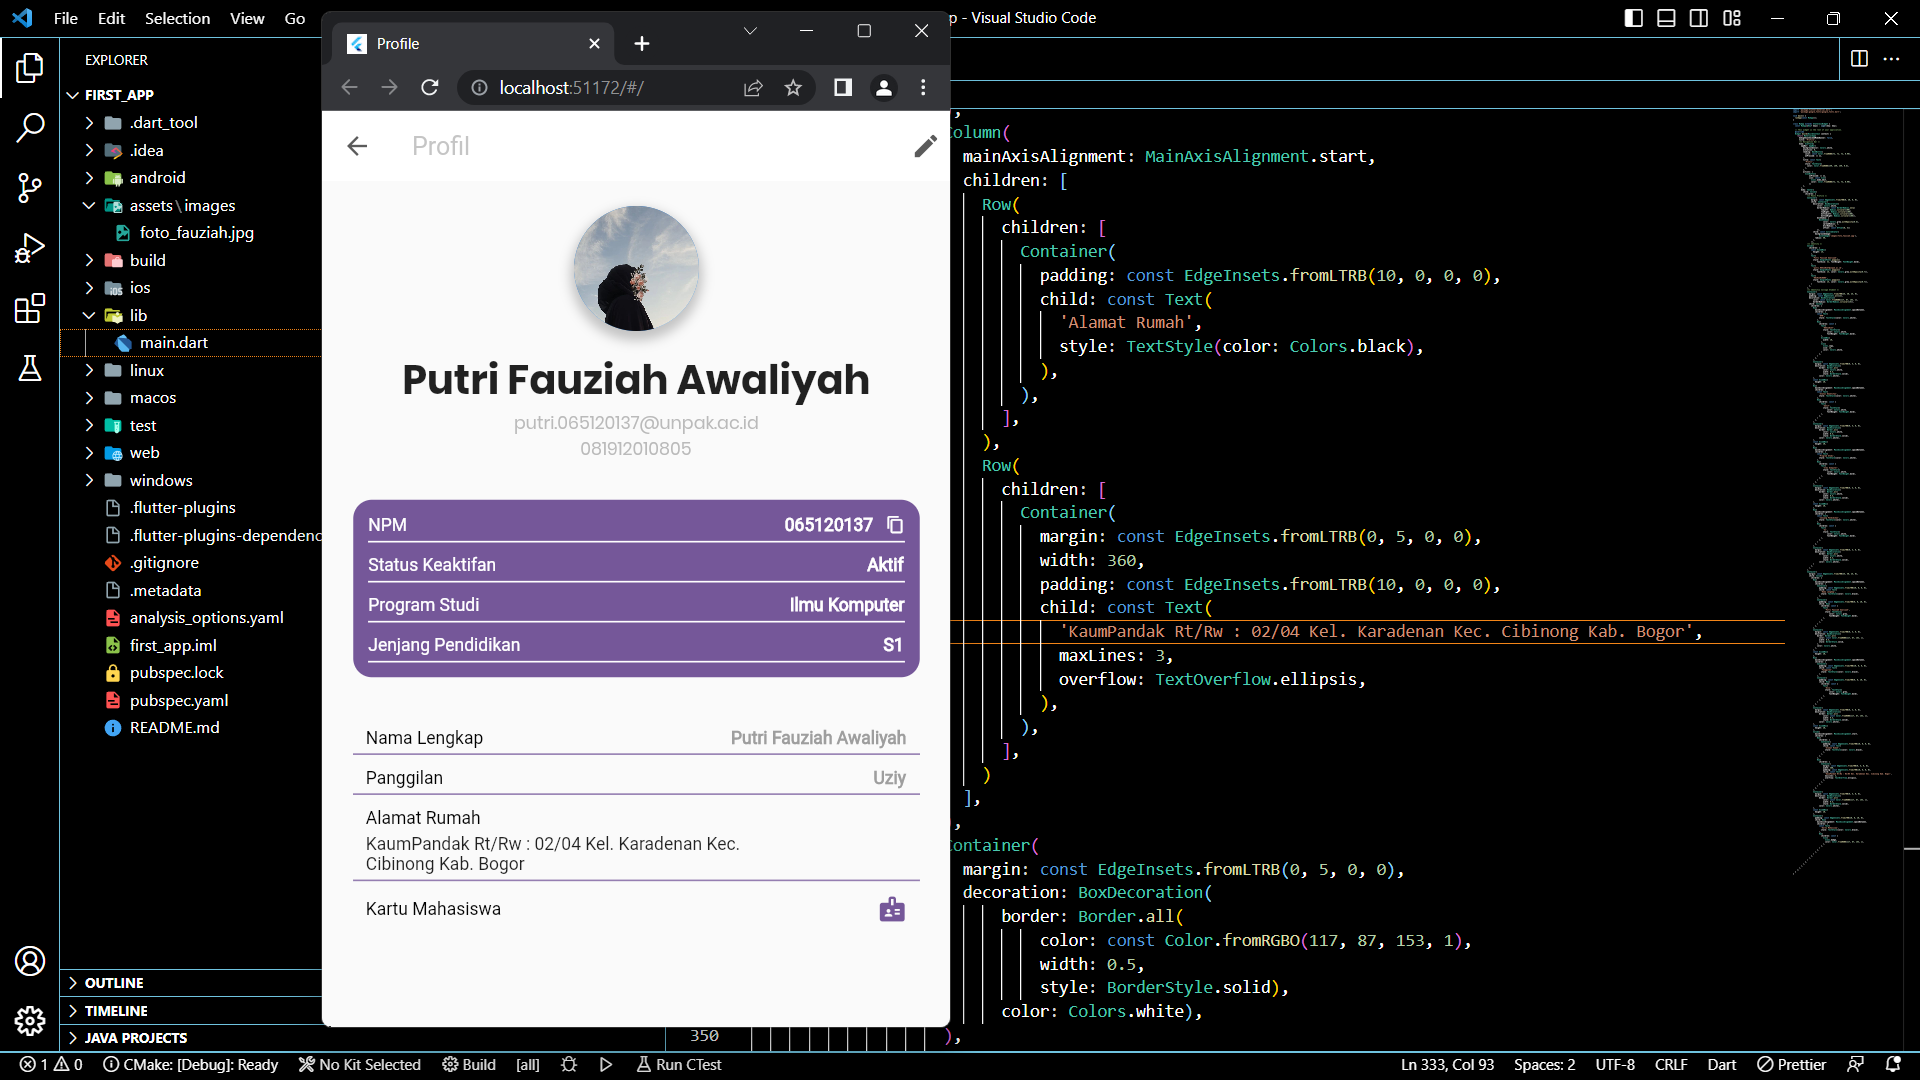 File Edit Selection View Go
p - Visual Studio Code
EXPLORER
FIRST_APP
.dart_tool
.idea
android
assets\images
foto_fauziah.jpg
build
ios
lib
main.dart
linux
macos
test
web
windows
.flutter-plugins
.flutter-plugins-dependenc
.gitignore
.metadata
analysis_options.yaml
first_app.iml
pubspec.lock
pubspec.yaml
README.md
OUTLINE
TIMELINE
JAVA PROJECTS
Profile
localhost:51172/#/
Profil
Putri Fauziah Awaliyah
putri.065120137@unpak.ac.id
081912010805
NPM 065120137
Status Keaktifan Aktif
Program Studi Ilmu Komputer
Jenjang Pendidikan S1
Nama Lengkap Putri Fauziah Awaliyah
Panggilan Uziy
Alamat Rumah
KaumPandak Rt/Rw : 02/04 Kel. Karadenan Kec.
Cibinong Kab. Bogor
Kartu Mahasiswa
,
olumn(
mainAxisAlignment: MainAxisAlignment.start,
children: [
Row(
children: [
Container(
padding: const EdgeInsets.fromLTRB(10, 0, 0, 0),
child: const Text(
'Alamat Rumah',
style: TextStyle(color: Colors.black),
),
),
],
),
Row(
children: [
Container(
margin: const EdgeInsets.fromLTRB(0, 5, 0, 0),
width: 360,
padding: const EdgeInsets.fromLTRB(10, 0, 0, 0),
child: const Text(
'KaumPandak Rt/Rw : 02/04 Kel. Karadenan Kec. Cibinong Kab. Bogor',
maxLines: 3,
overflow: TextOverflow.ellipsis,
),
),
],
)
],
),
ontainer(
margin: const EdgeInsets.fromLTRB(0, 5, 0, 0),
decoration: BoxDecoration(
border: Border.all(
color: const Color.fromRGBO(117, 87, 153, 1),
width: 0.5,
style: BorderStyle.solid),
color: Colors.white),
350 ),
1 0 CMake: [Debug]: Ready No Kit Selected Build [all] Run CTest Ln 333, Col 93 Spaces: 2 UTF-8 CRLF Dart Prettier